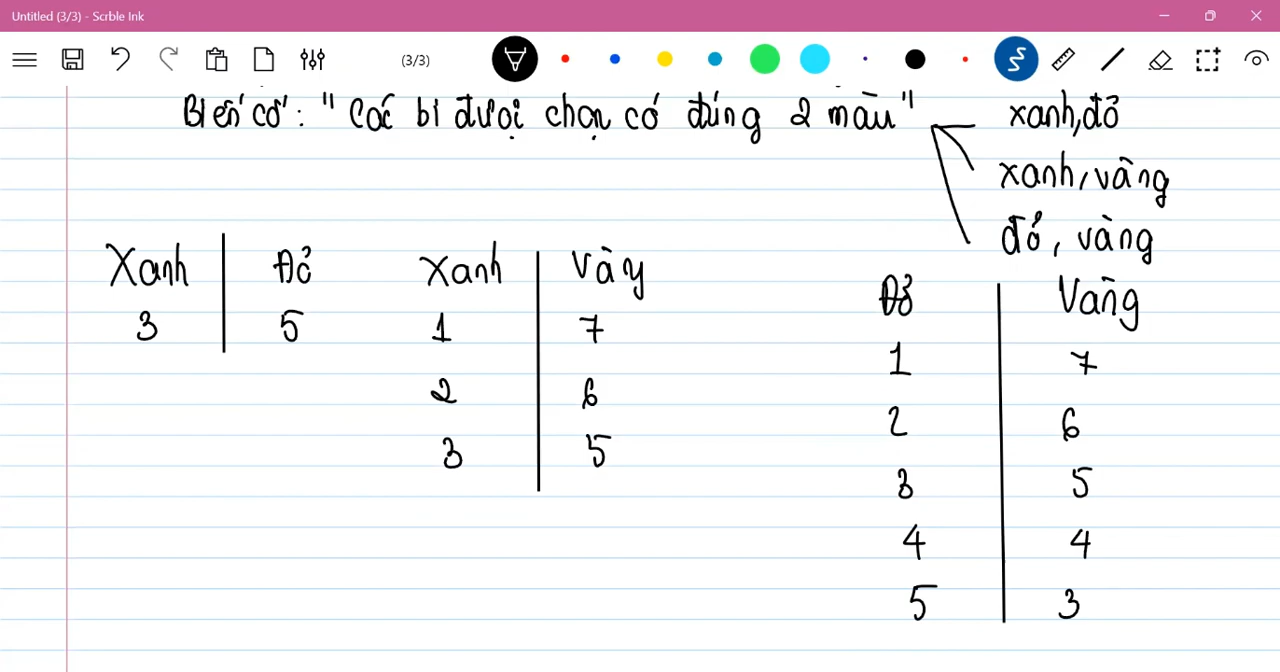 Untitled (3/3) - Scrble Ink
(3/3)
Biến cố: "Các bi được chọn có đúng 2 màu"
xanh, đỏ
xanh, vàng
đỏ, vàng
Xanh Đỏ
3 5
Xanh Vày
1 7
2 6
3 5
Đỏ Vàng
1 7
2 6
3 5
4 4
5 3